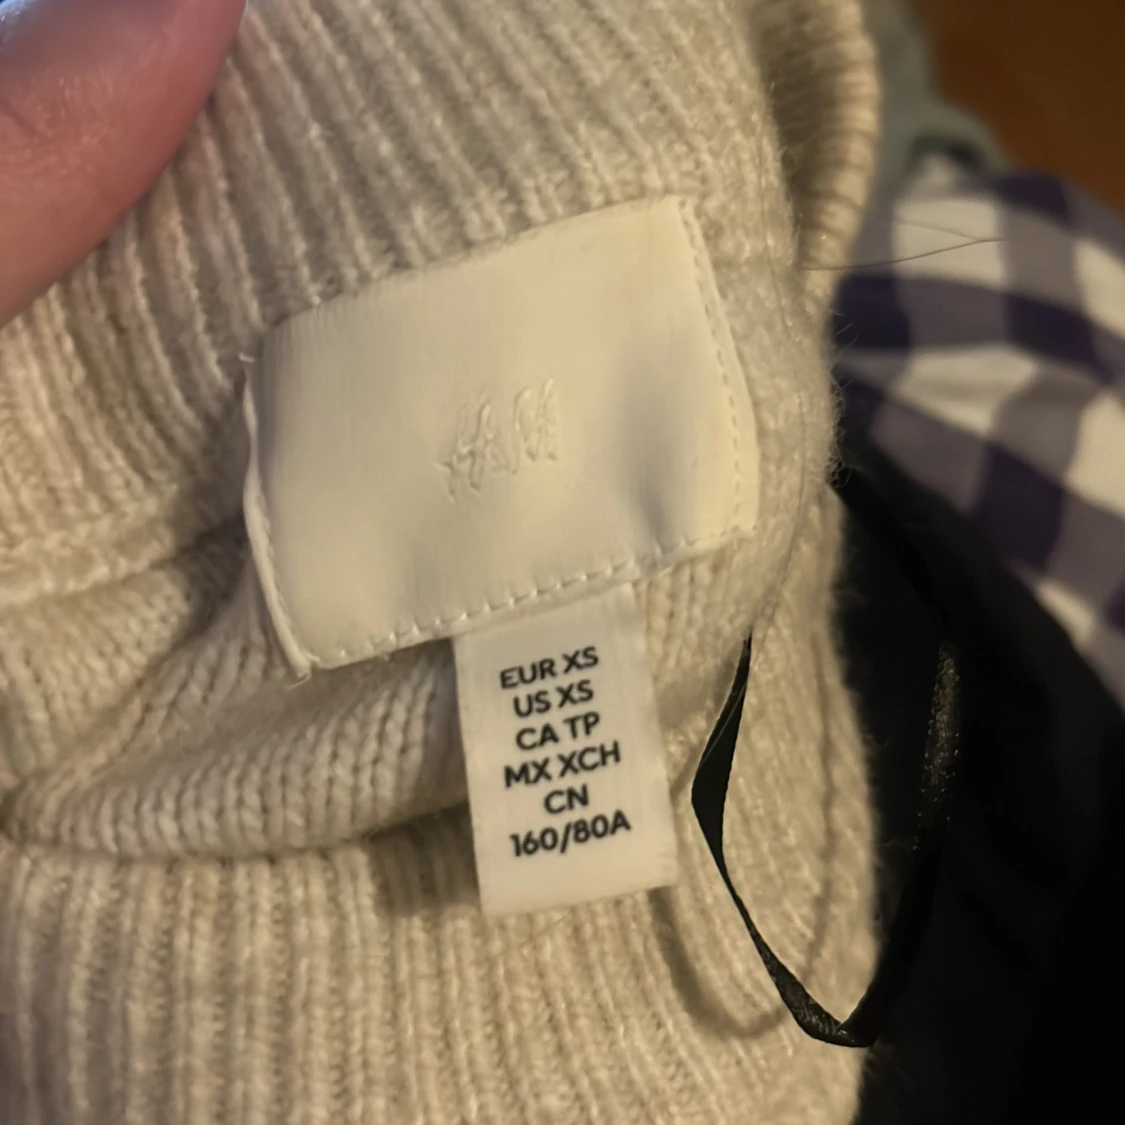 H&M
EUR XS
US XS
CA TP
MX XCH
CN
160/80A